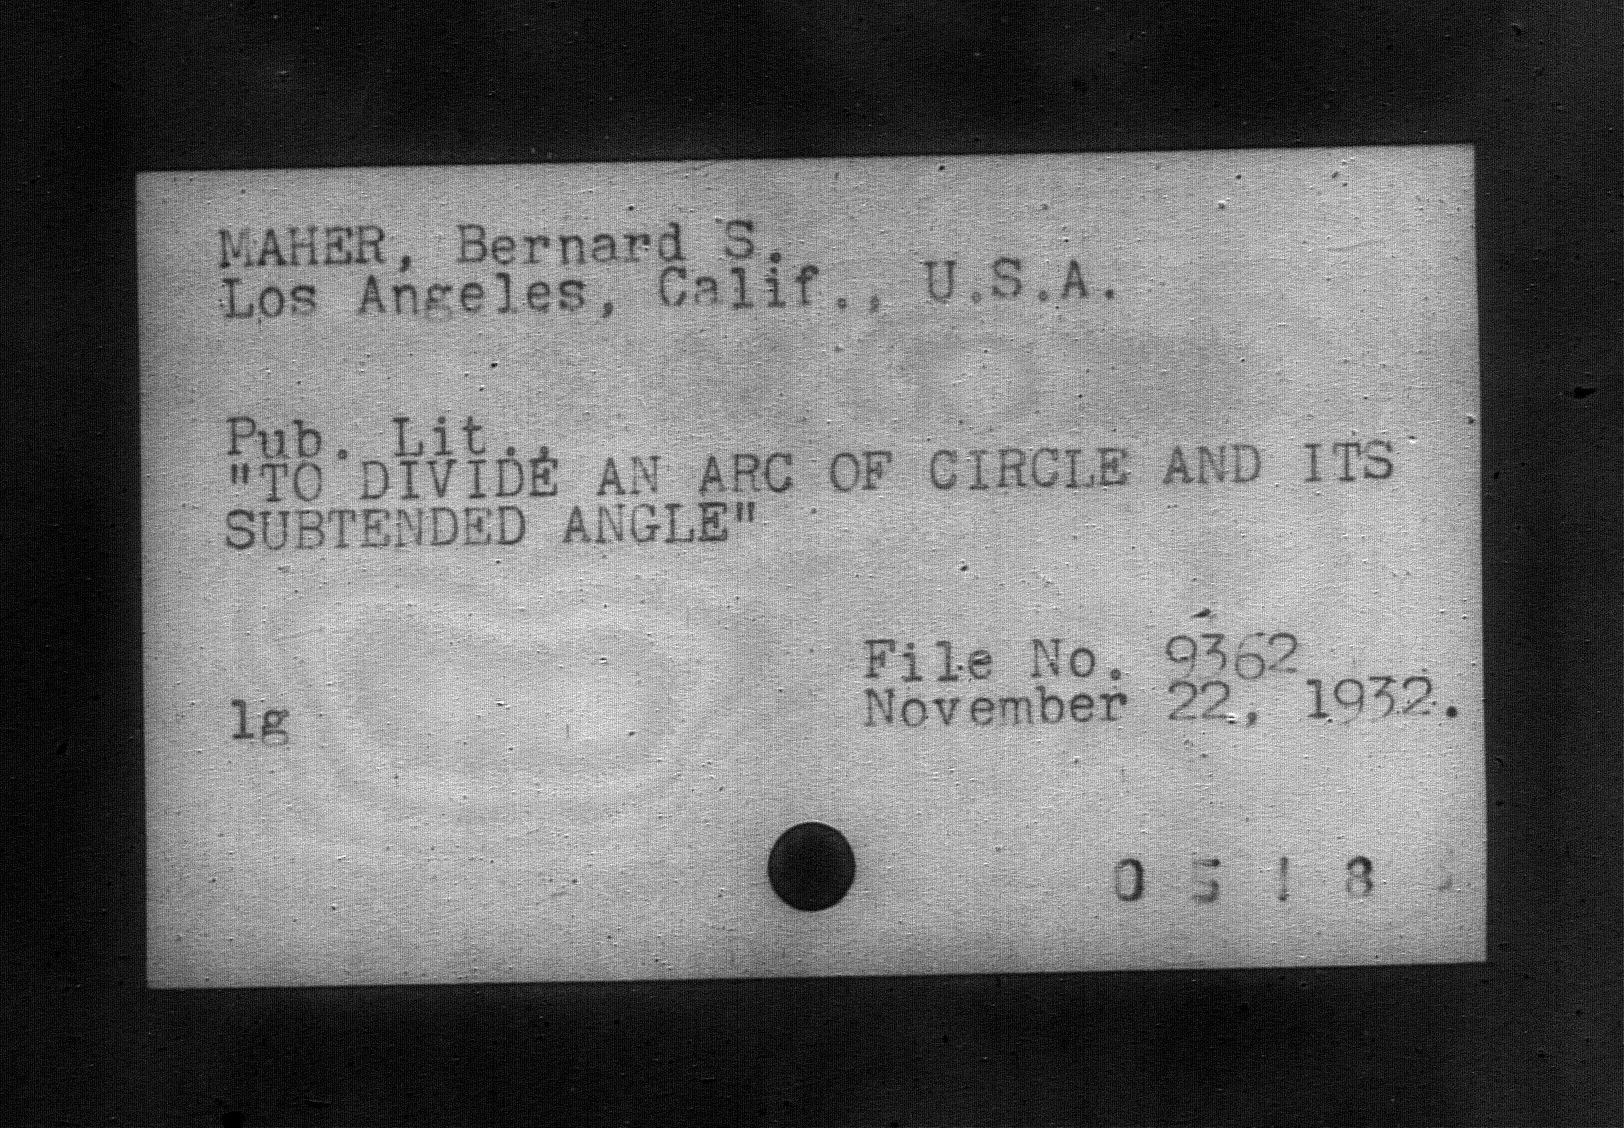 MAHER, Bernard S.
Los Angeles, Calif., U.S.A.
Pub. Lit.,
"TO DIVIDE AN ARC OF CIRCLE AND ITS
SUBTENDED ANGLE"
File No. 9362
lg November 22, 1932.
0 5 1 8